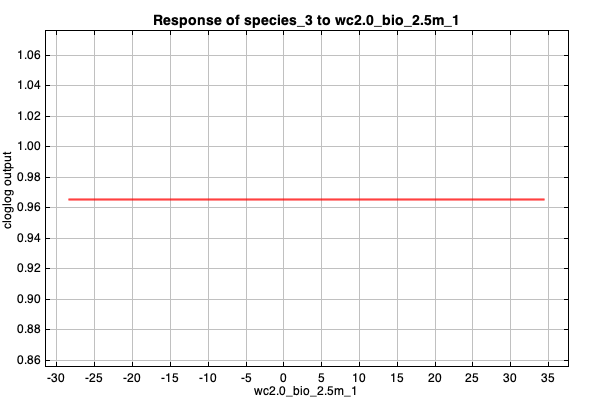 Response of species_3 to wc2.0_bio_2.5m_1
cloglog output
1.06
1.04
1.02
1.00
0.98
0.96
0.94
0.92
0.90
0.88
0.86
-30 -25 -20 -15 -10 -5 0 5 10 15 20 25 30 35
wc2.0_bio_2.5m_1